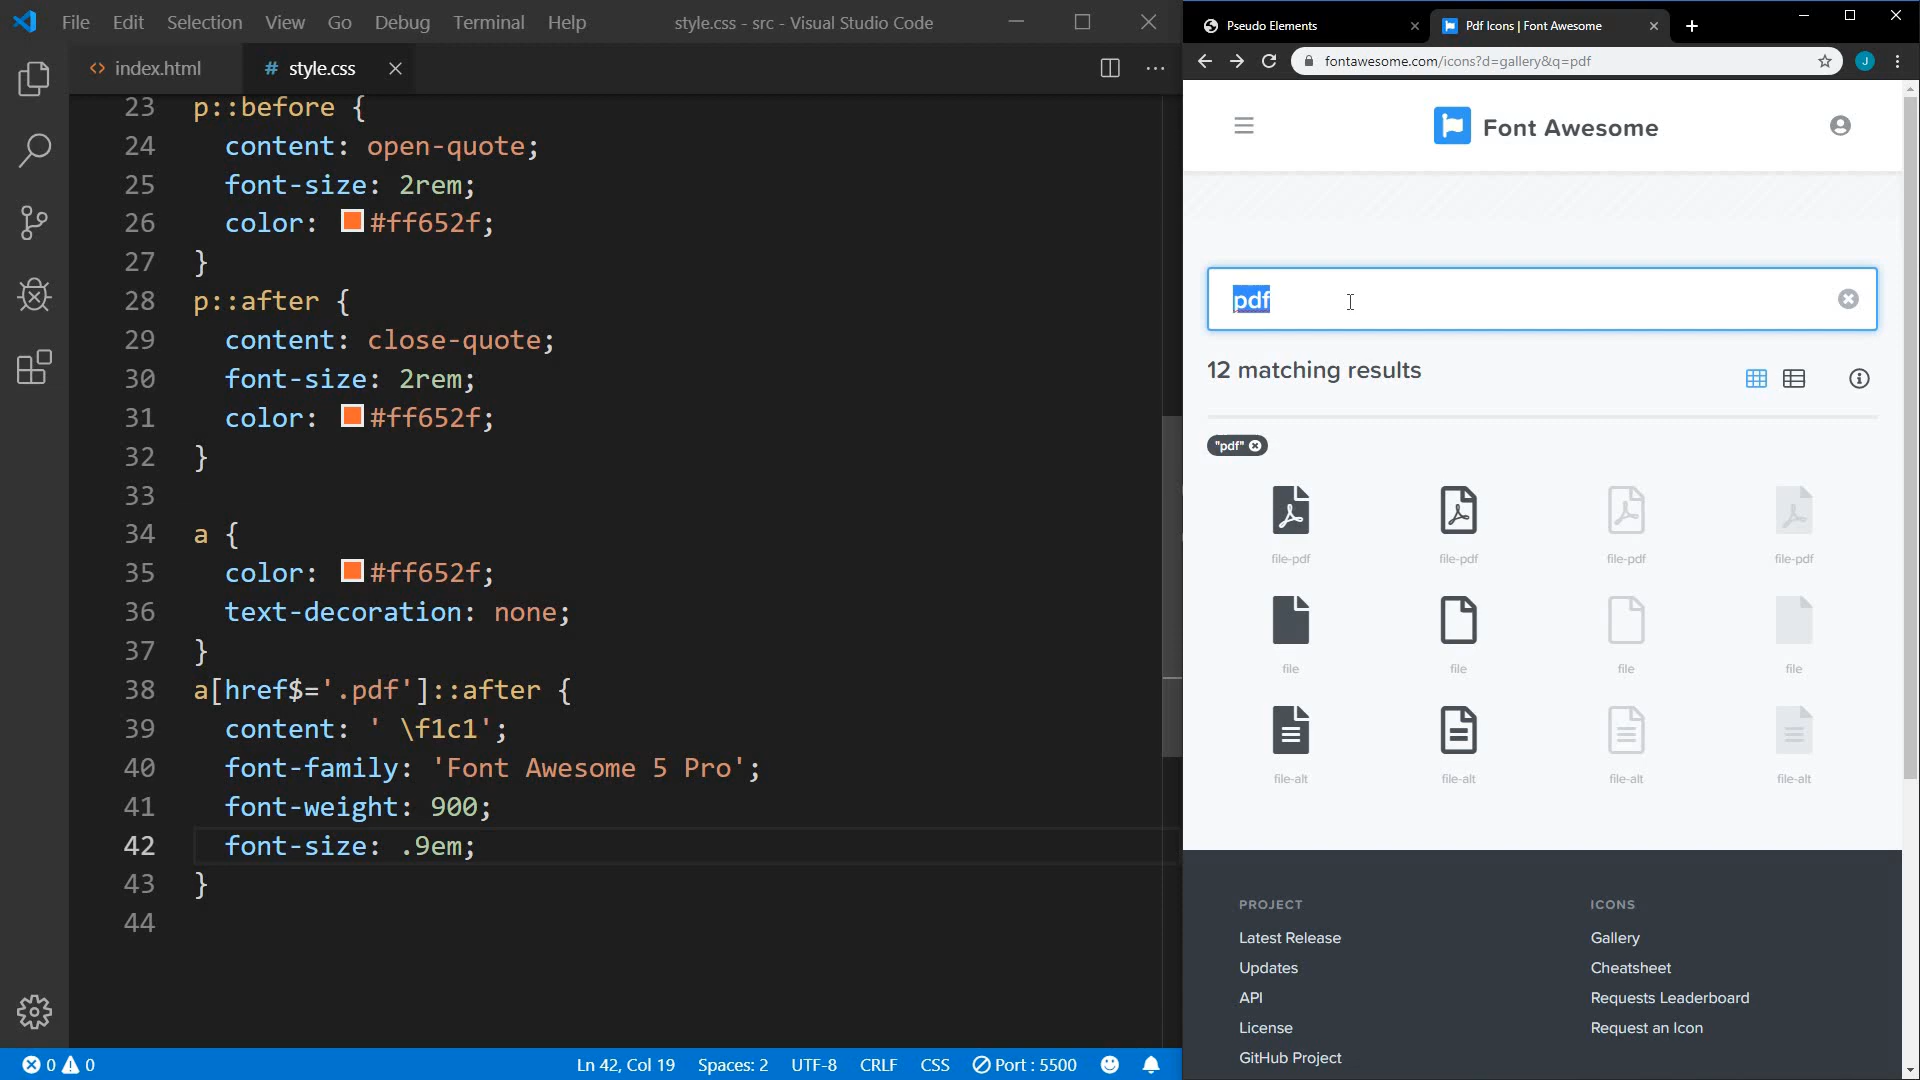 File Edit Selection View Go Debug Terminal Help
style.css - src - Visual Studio Code
index.html
# style.css
23 p::before {
24 content: open-quote;
25 font-size: 2rem;
26 color: #ff652f;
27 }
28 p::after {
29 content: close-quote;
30 font-size: 2rem;
31 color: #ff652f;
32 }
33
34 a {
35 color: #ff652f;
36 text-decoration: none;
37 }
38 a[href$='.pdf']::after {
39 content: ' \f1c1';
40 font-family: 'Font Awesome 5 Pro';
41 font-weight: 900;
42 font-size: .9em;
43 }
44
0 0
Ln 42, Col 19 Spaces: 2 UTF-8 CRLF CSS Port : 5500
Pseudo Elements
Pdf Icons | Font Awesome
fontawesome.com/icons?d=gallery&q=pdf
J
Font Awesome
pdf
12 matching results
"pdf"
file-pdf file-pdf file-pdf file-pdf
file file file file
file-alt file-alt file-alt file-alt
PROJECT
Latest Release
Updates
API
License
GitHub Project
ICONS
Gallery
Cheatsheet
Requests Leaderboard
Request an Icon